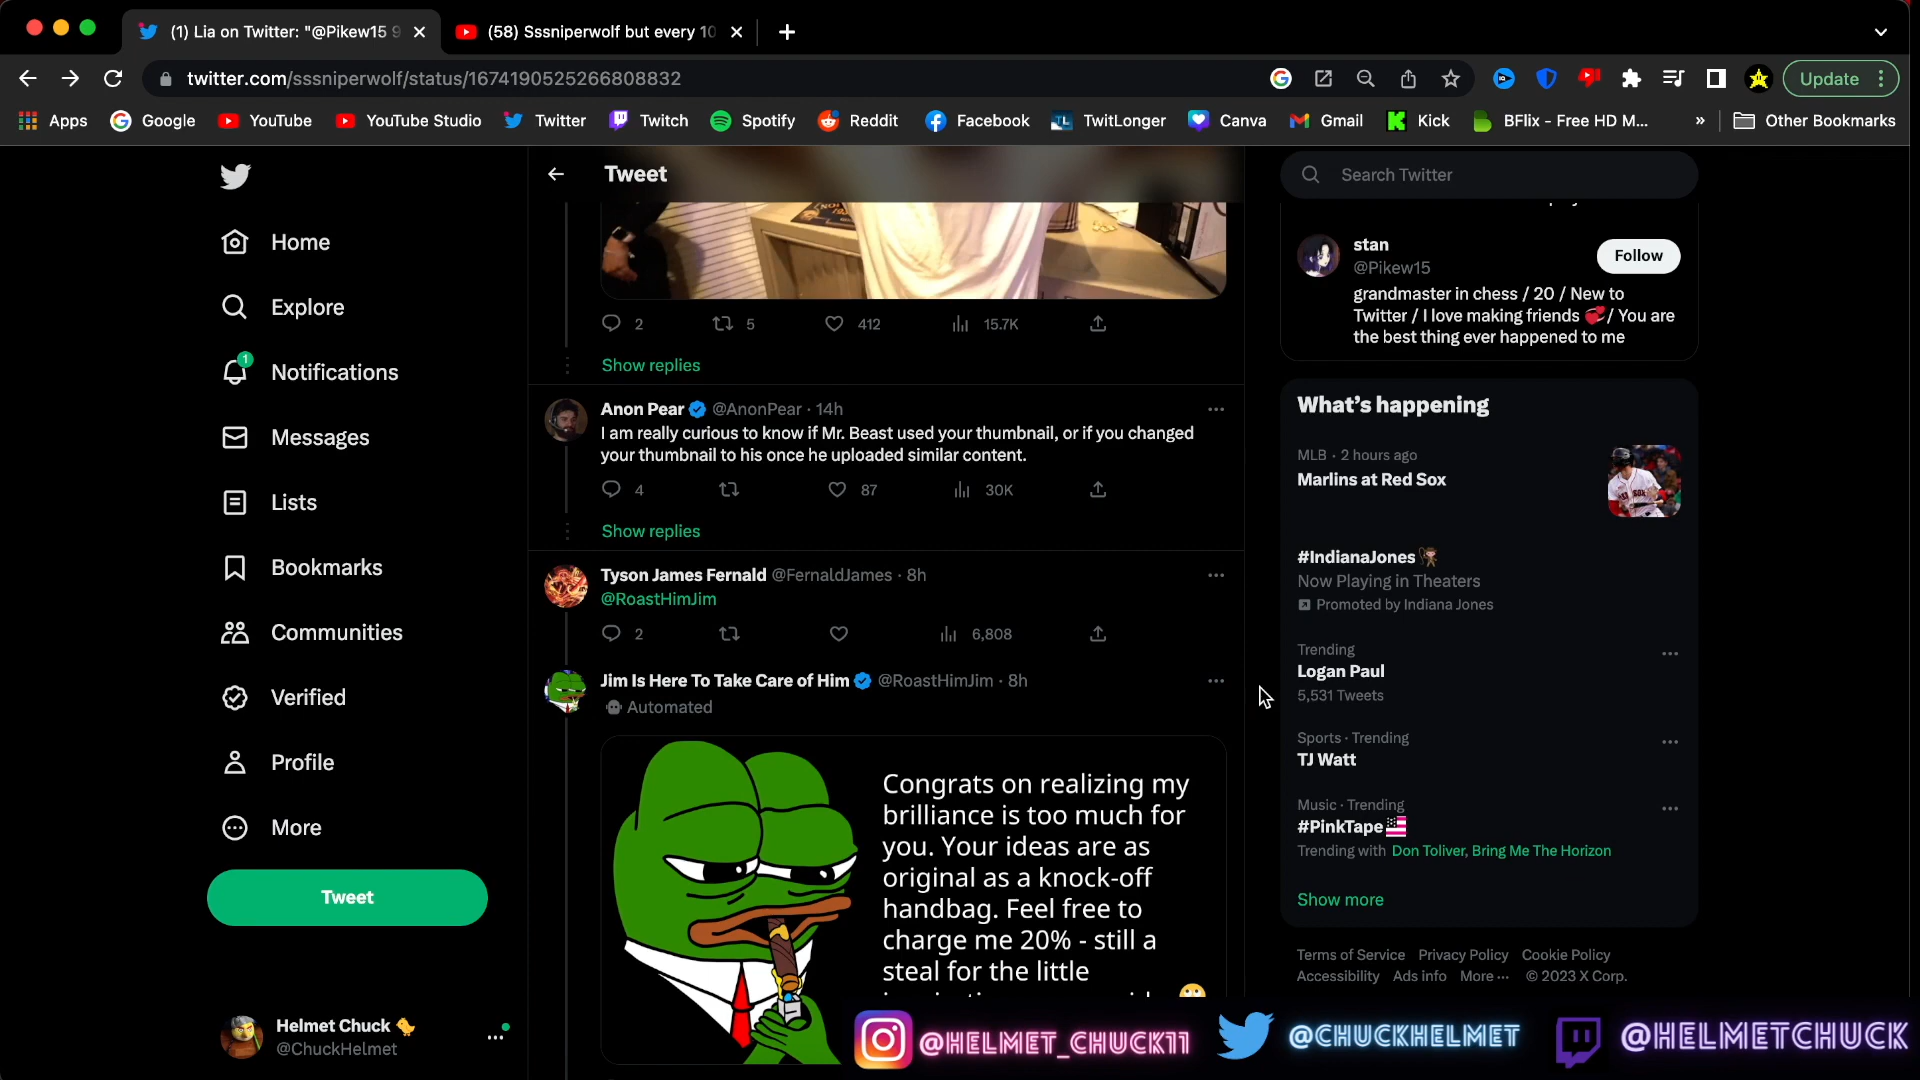 (1) Lia on Twitter: "@Pikew15 9
(58) Sssniperwolf but every 10
twitter.com/sssniperwolf/status/1674190525266808832
Update
Apps
Google
YouTube
YouTube Studio
Twitter
Twitch
Spotify
Reddit
Facebook
TwitLonger
Canva
Gmail
Kick
BFlix - Free HD M...
»
Other Bookmarks
Home
Explore
1
Notifications
Messages
Lists
Bookmarks
Communities
Verified
Profile
More
Tweet
Helmet Chuck 🐤
@ChuckHelmet
Tweet
2 5 412 15.7K
Show replies
Anon Pear @AnonPear · 14h
I am really curious to know if Mr. Beast used your thumbnail, or if you changed
your thumbnail to his once he uploaded similar content.
4 87 30K
Show replies
Tyson James Fernald @FernaldJames · 8h
@RoastHimJim
2 6,808
Jim Is Here To Take Care of Him @RoastHimJim · 8h
Automated
Congrats on realizing my
brilliance is too much for
you. Your ideas are as
original as a knock-off
handbag. Feel free to
charge me 20% - still a
steal for the little
Search Twitter
stan
@Pikew15
Follow
grandmaster in chess / 20 / New to
Twitter / I love making friends 💞 / You are
the best thing ever happened to me
What's happening
MLB · 2 hours ago
Marlins at Red Sox
#IndianaJones
Now Playing in Theaters
Promoted by Indiana Jones
Trending
Logan Paul
5,531 Tweets
Sports · Trending
TJ Watt
Music · Trending
#PinkTape
Trending with Don Toliver, Bring Me The Horizon
Show more
Terms of Service Privacy Policy Cookie Policy
Accessibility Ads info More ··· © 2023 X Corp.
@HELMET_CHUCK11
@CHUCKHELMET
@HELMETCHUCK